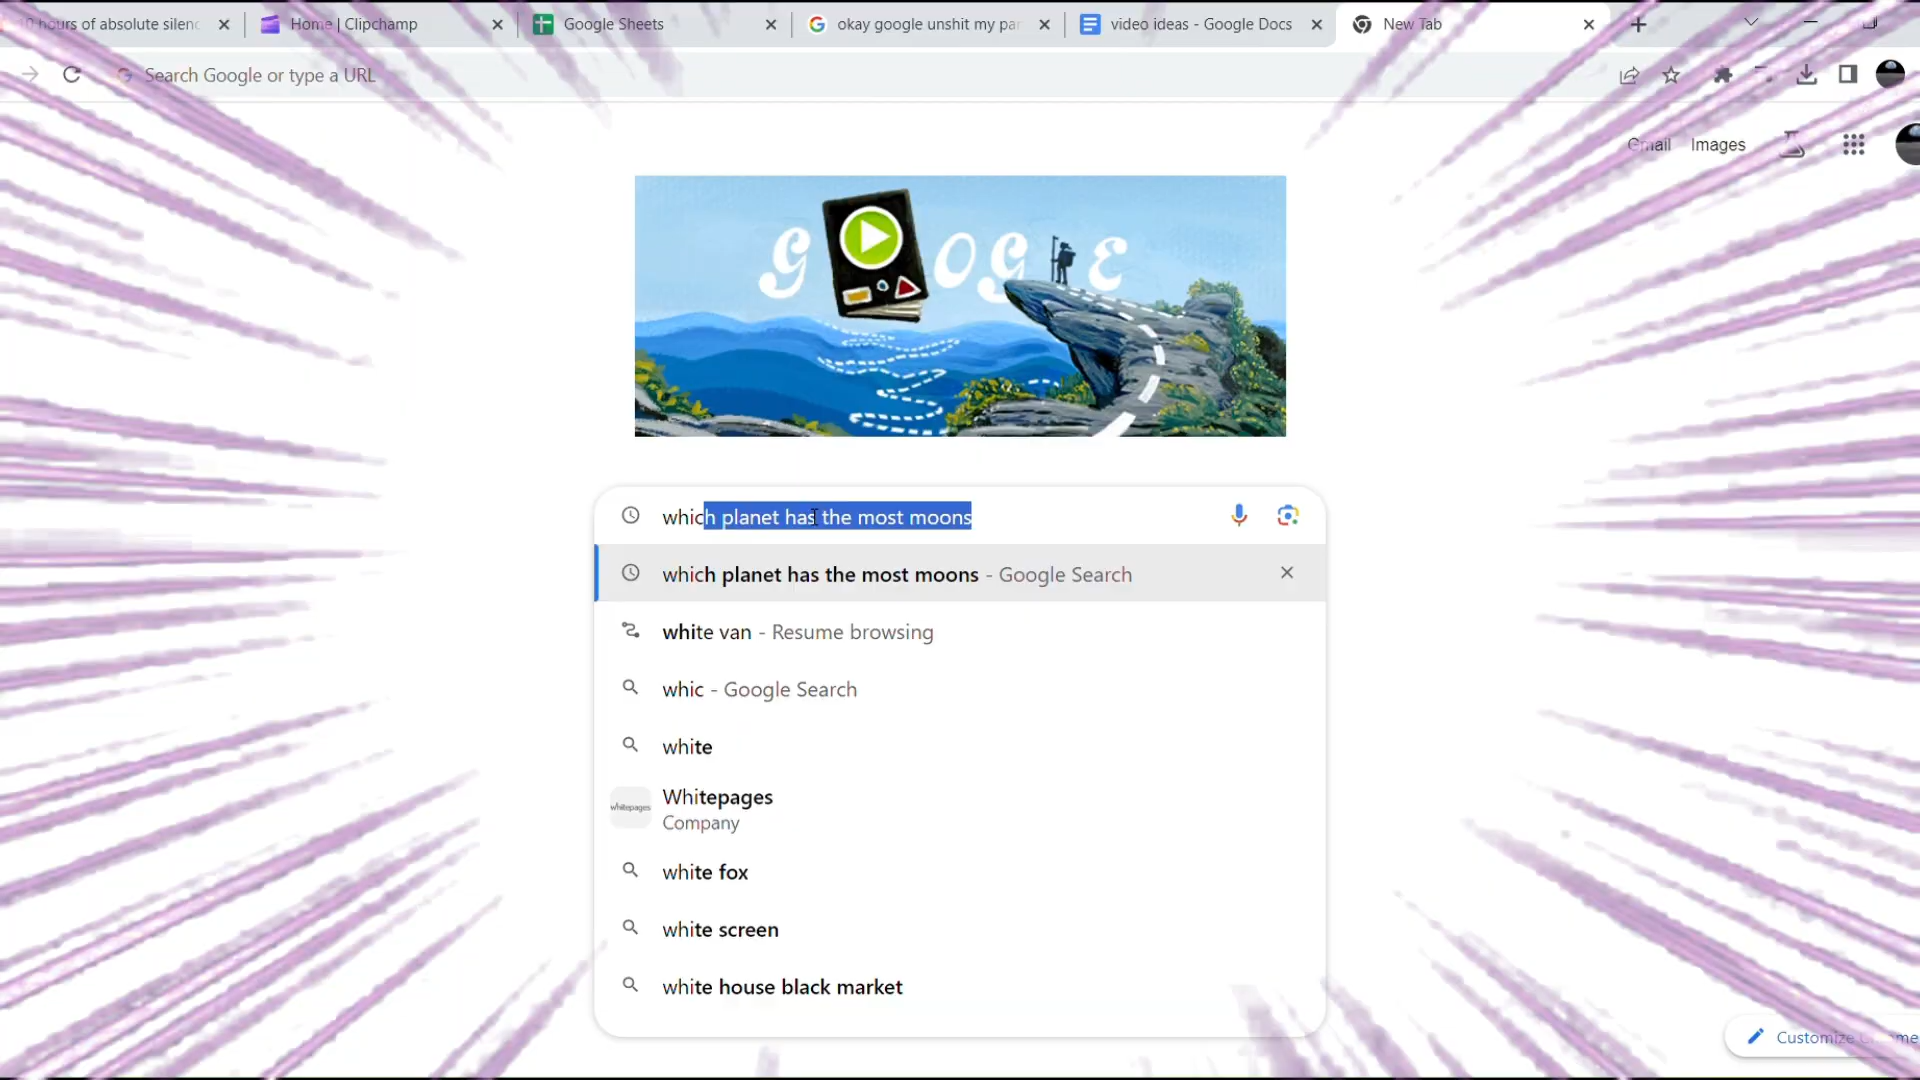 hours of absolute silenc
Home | Clipchamp
Google Sheets
okay google unshit my par
video ideas - Google Docs
New Tab
Search Google or type a URL
Gmail
Images
GOOGLE
which planet has the most moons
which planet has the most moons - Google Search
white van - Resume browsing
whic - Google Search
white
whitepages
Whitepages
Company
white fox
white screen
white house black market
Customize